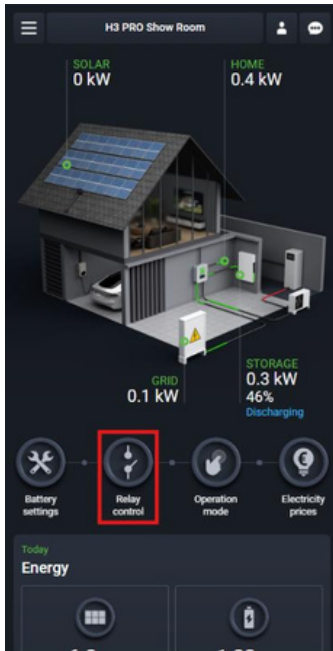 H3 PRO Show Room
SOLAR
0 kW
HOME
0.4 kW
GRID
0.1 kW
STORAGE
0.3 kW
46%
Discharging
Battery settings
Relay control
Operation mode
Electricity prices
Today
Energy